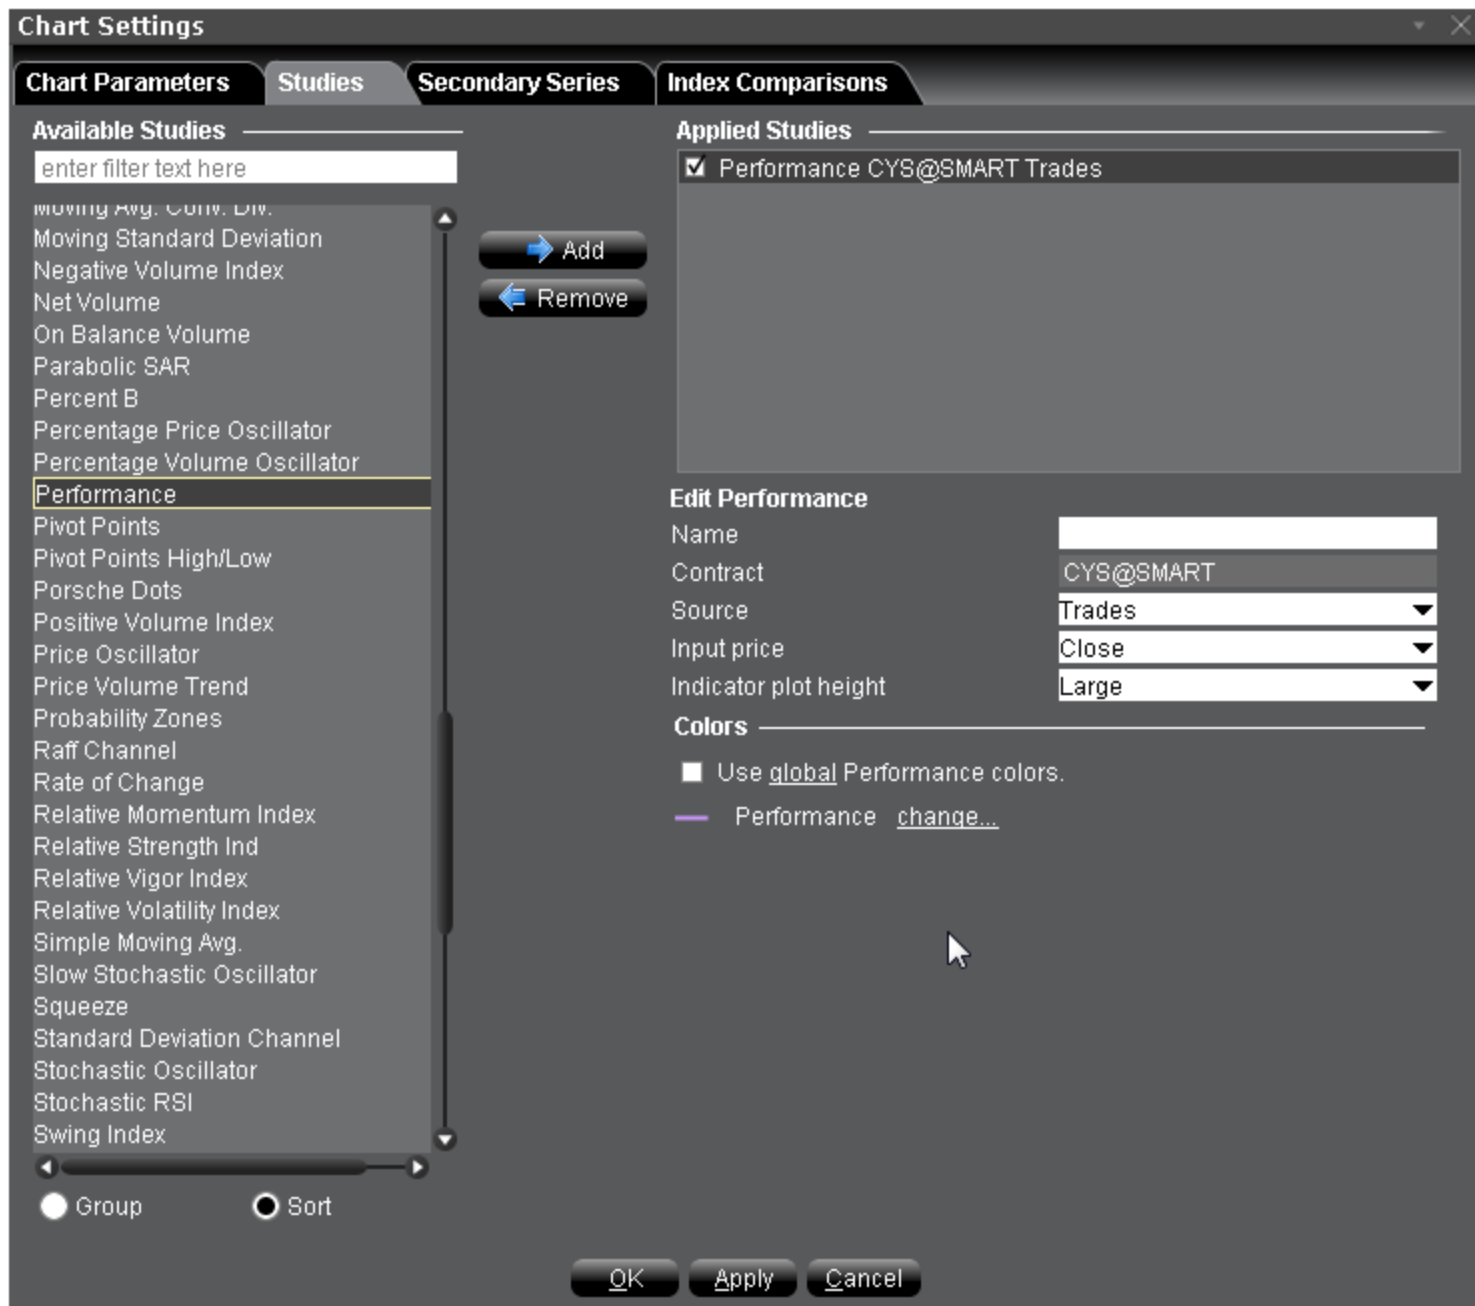 Chart Settings
Chart Parameters
Studies
Secondary Series
Index Comparisons
Available Studies
enter filter text here
Moving Avg. Conv. Div.
Moving Standard Deviation
Negative Volume Index
Net Volume
On Balance Volume
Parabolic SAR
Percent B
Percentage Price Oscillator
Percentage Volume Oscillator
Performance
Pivot Points
Pivot Points High/Low
Porsche Dots
Positive Volume Index
Price Oscillator
Price Volume Trend
Probability Zones
Raff Channel
Rate of Change
Relative Momentum Index
Relative Strength Ind
Relative Vigor Index
Relative Volatility Index
Simple Moving Avg.
Slow Stochastic Oscillator
Squeeze
Standard Deviation Channel
Stochastic Oscillator
Stochastic RSI
Swing Index
Group
Sort
Add
Remove
Applied Studies
Performance CYS@SMART Trades
Edit Performance
Name
Contract CYS@SMART
Source Trades
Input price Close
Indicator plot height Large
Colors
Use global Performance colors.
Performance change...
OK
Apply
Cancel